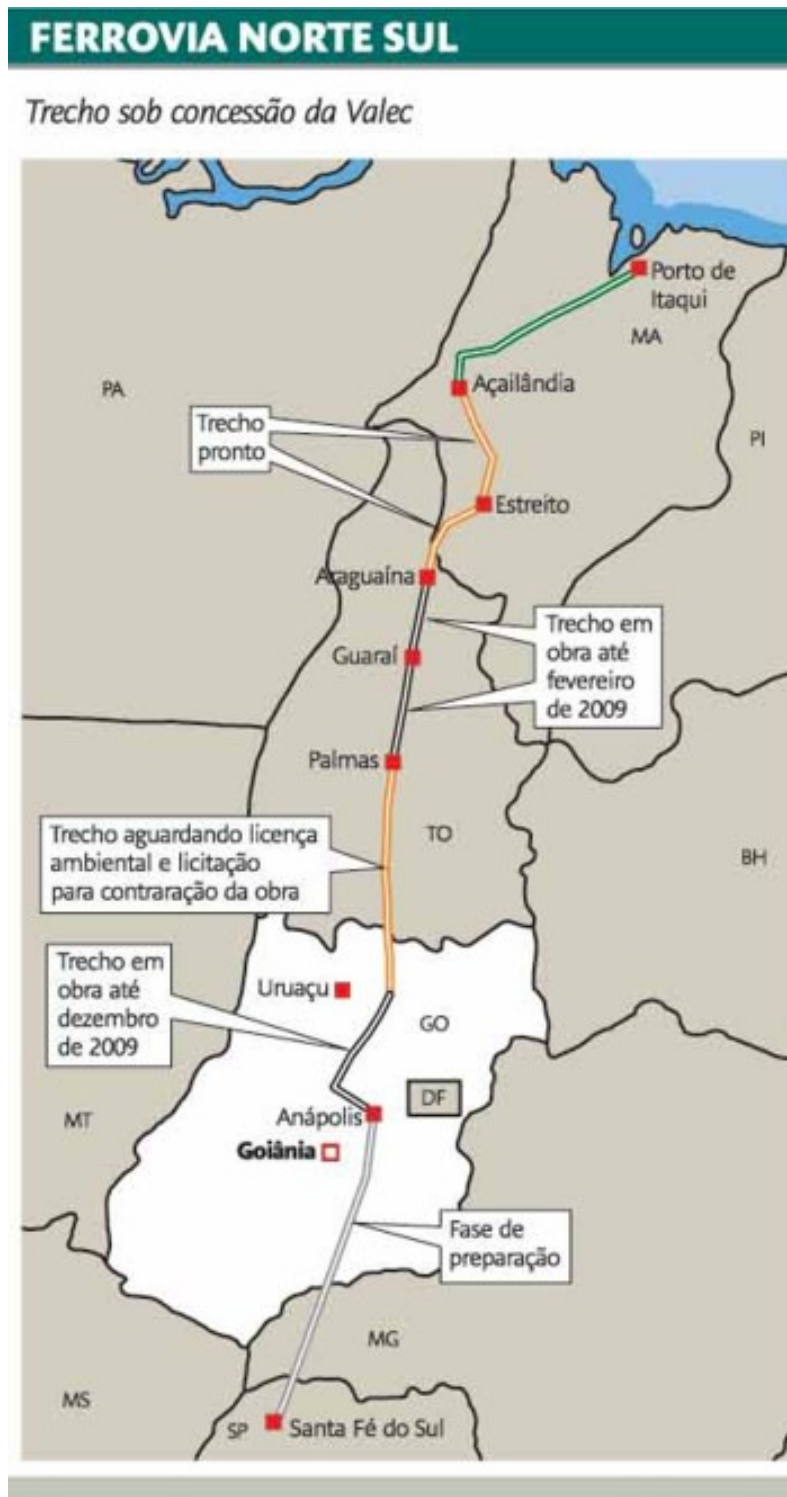 FERROVIA NORTE SUL
Trecho sob concessão da Valec
Porto de
Itaqui
MA
PA
Açailândia
Trecho
pronto
PI
Estreito
Araguaína
Trecho em
obra até
fevereiro
de 2009
Guaraí
Palmas
Trecho aguardando licença
ambiental e licitação
para contraração da obra
TO
BH
Trecho em
obra até
dezembro
de 2009
Uruaçu
GO
DF
MT
Anápolis
Goiânia
Fase de
preparação
MG
MS
SP
Santa Fé do Sul